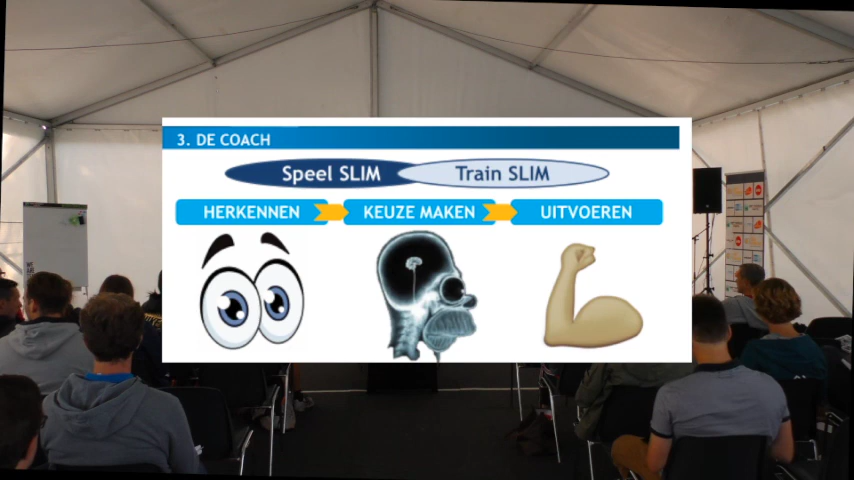 3. DE COACH
Speel SLIM
Train SLIM
HERKENNEN
KEUZE MAKEN
UITVOEREN